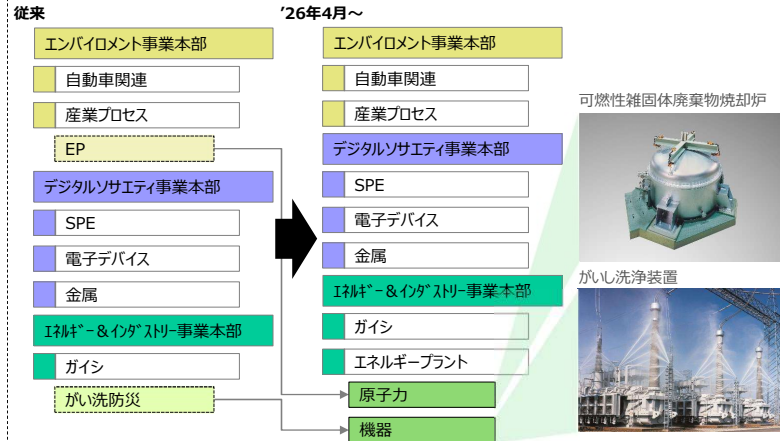 従来
エンバイロメント事業本部
自動車関連
産業プロセス
EP
デジタルソサエティ事業本部
SPE
電子デバイス
金属
エネルギー&インダストリー事業本部
ガイシ
がい洗防災
'26年4月~
エンバイロメント事業本部
自動車関連
産業プロセス
デジタルソサエティ事業本部
SPE
電子デバイス
金属
エネルギー&インダストリー事業本部
ガイシ
エネルギープラント
原子力
機器
可燃性雑固体廃棄物焼却炉
がいし洗浄装置